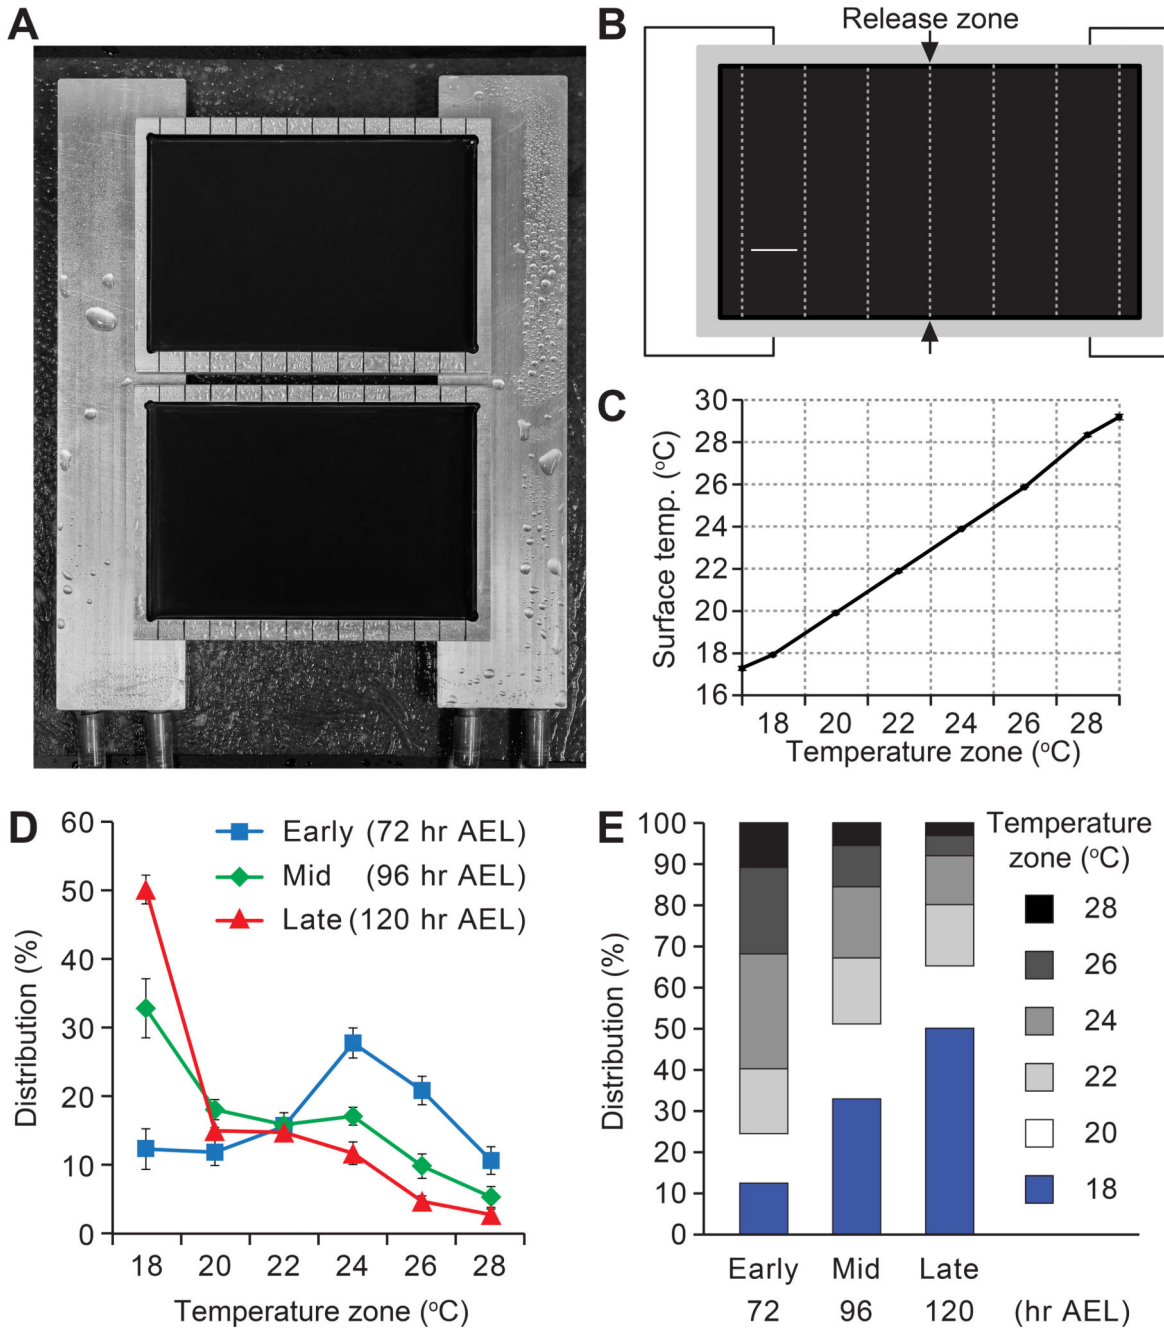 A
B
Release zone
C
30
28
26
24
22
20
18
16
Surface temp. (°C)
18 20 22 24 26 28
Temperature zone (°C)
D
60
50
40
30
20
10
0
Distribution (%)
Early (72 hr AEL)
Mid (96 hr AEL)
Late (120 hr AEL)
18 20 22 24 26 28
Temperature zone (°C)
E
100
90
80
70
60
50
40
30
20
10
0
Distribution (%)
Temperature
zone (°C)
28
26
24
22
20
18
Early Mid Late
72 96 120 (hr AEL)